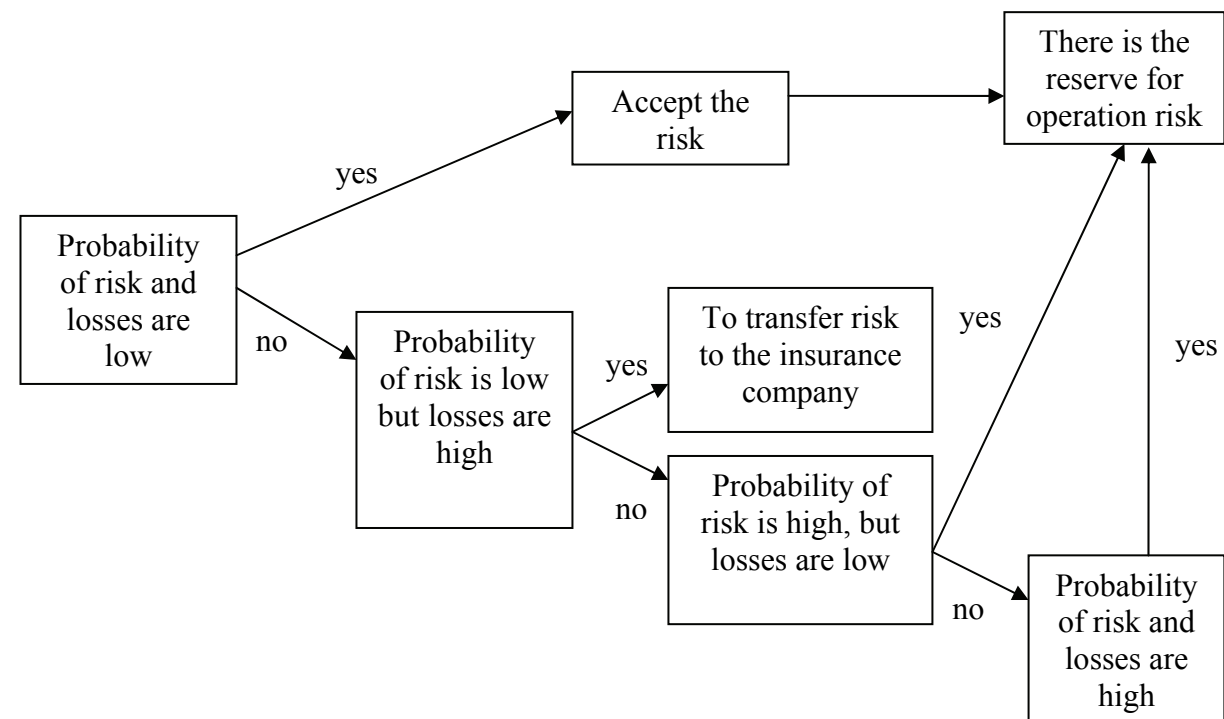 There is the
reserve for
operation risk
Accept the
risk
yes
Probability
of risk and
losses are
low
no
Probability
of risk is low
but losses are
high
yes
To transfer risk
to the insurance
company
yes
yes
no
Probability of
risk is high, but
losses are low
no
Probability
of risk and
losses are
high